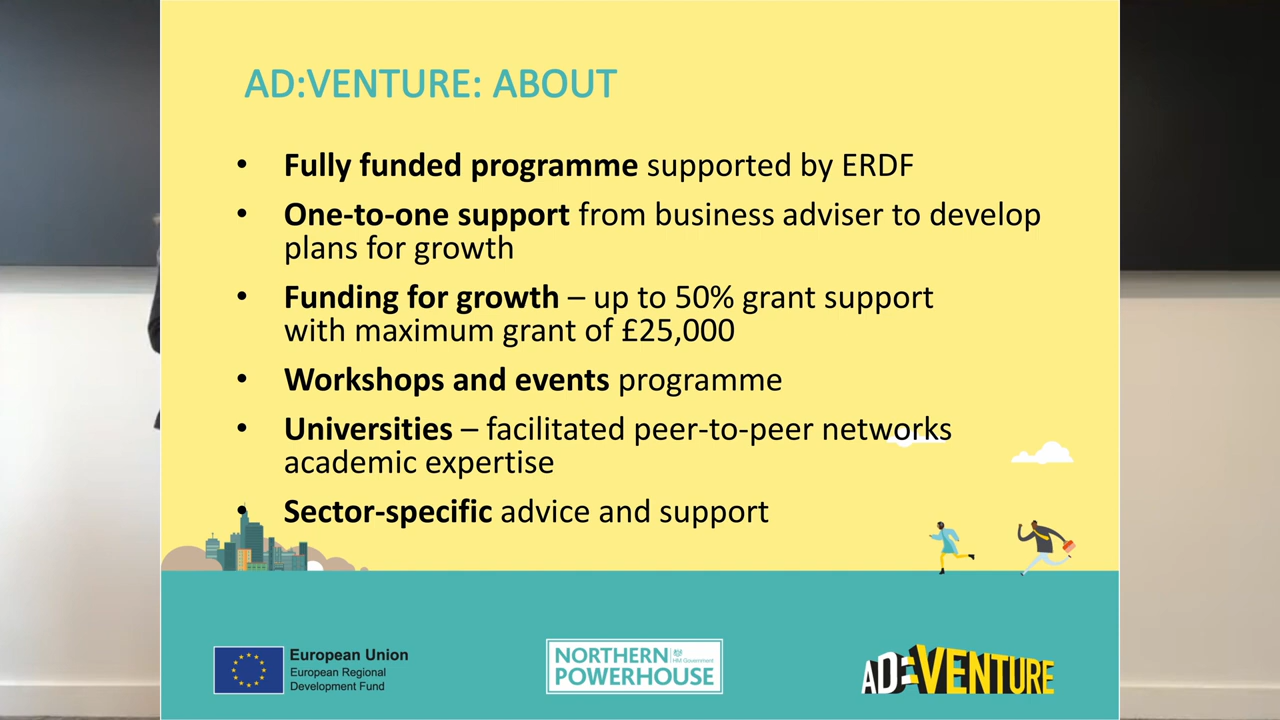 AD:VENTURE: ABOUT
• Fully funded programme supported by ERDF
• One-to-one support from business adviser to develop
plans for growth
• Funding for growth – up to 50% grant support
with maximum grant of £25,000
• Workshops and events programme
• Universities – facilitated peer-to-peer networks
academic expertise
• Sector-specific advice and support
European Union
European Regional
Development Fund
NORTHERN
HM Government
POWERHOUSE
AD:VENTURE